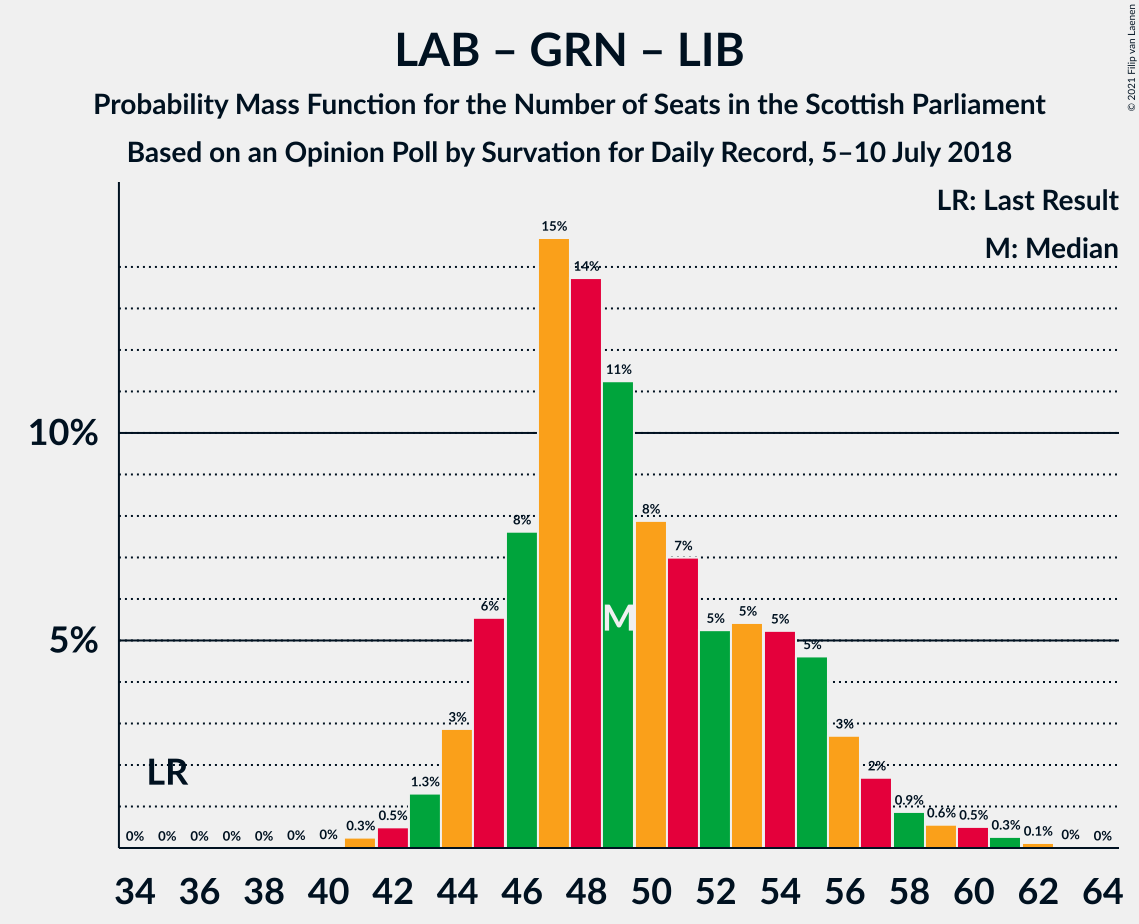 LAB – GRN – LIB
Probability Mass Function for the Number of Seats in the Scottish Parliament
Based on an Opinion Poll by Survation for Daily Record, 5–10 July 2018
© 2021 Filip van Laenen
LR: Last Result
M: Median
15%
14%
11%
10%
8%
8%
7%
6%
M
5%
5%
5%
5%
5%
3%
3%
LR
2%
1.3%
0.9%
0% 0% 0% 0% 0% 0% 0% 0.3% 0.5% 0.6% 0.5% 0.3% 0.1% 0% 0%
34 36 38 40 42 44 46 48 50 52 54 56 58 60 62 64